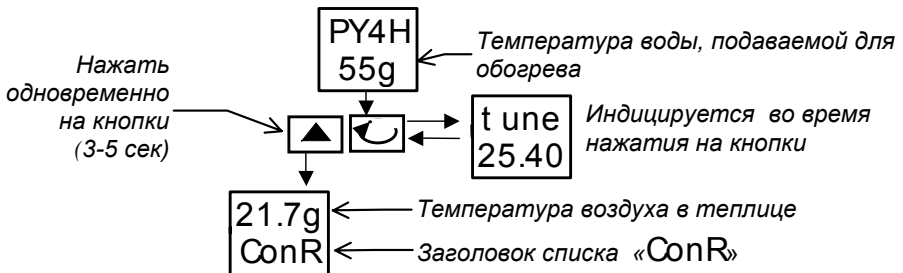 РУ4Н
55g
Температура воды, подаваемой для
обогрева
Нажать
одновременно
на кнопки
(3-5 сек)
t une
25.40
Индицируется во время
нажатия на кнопки
21.7g
ConR
Температура воздуха в теплице
Заголовок списка «ConR»